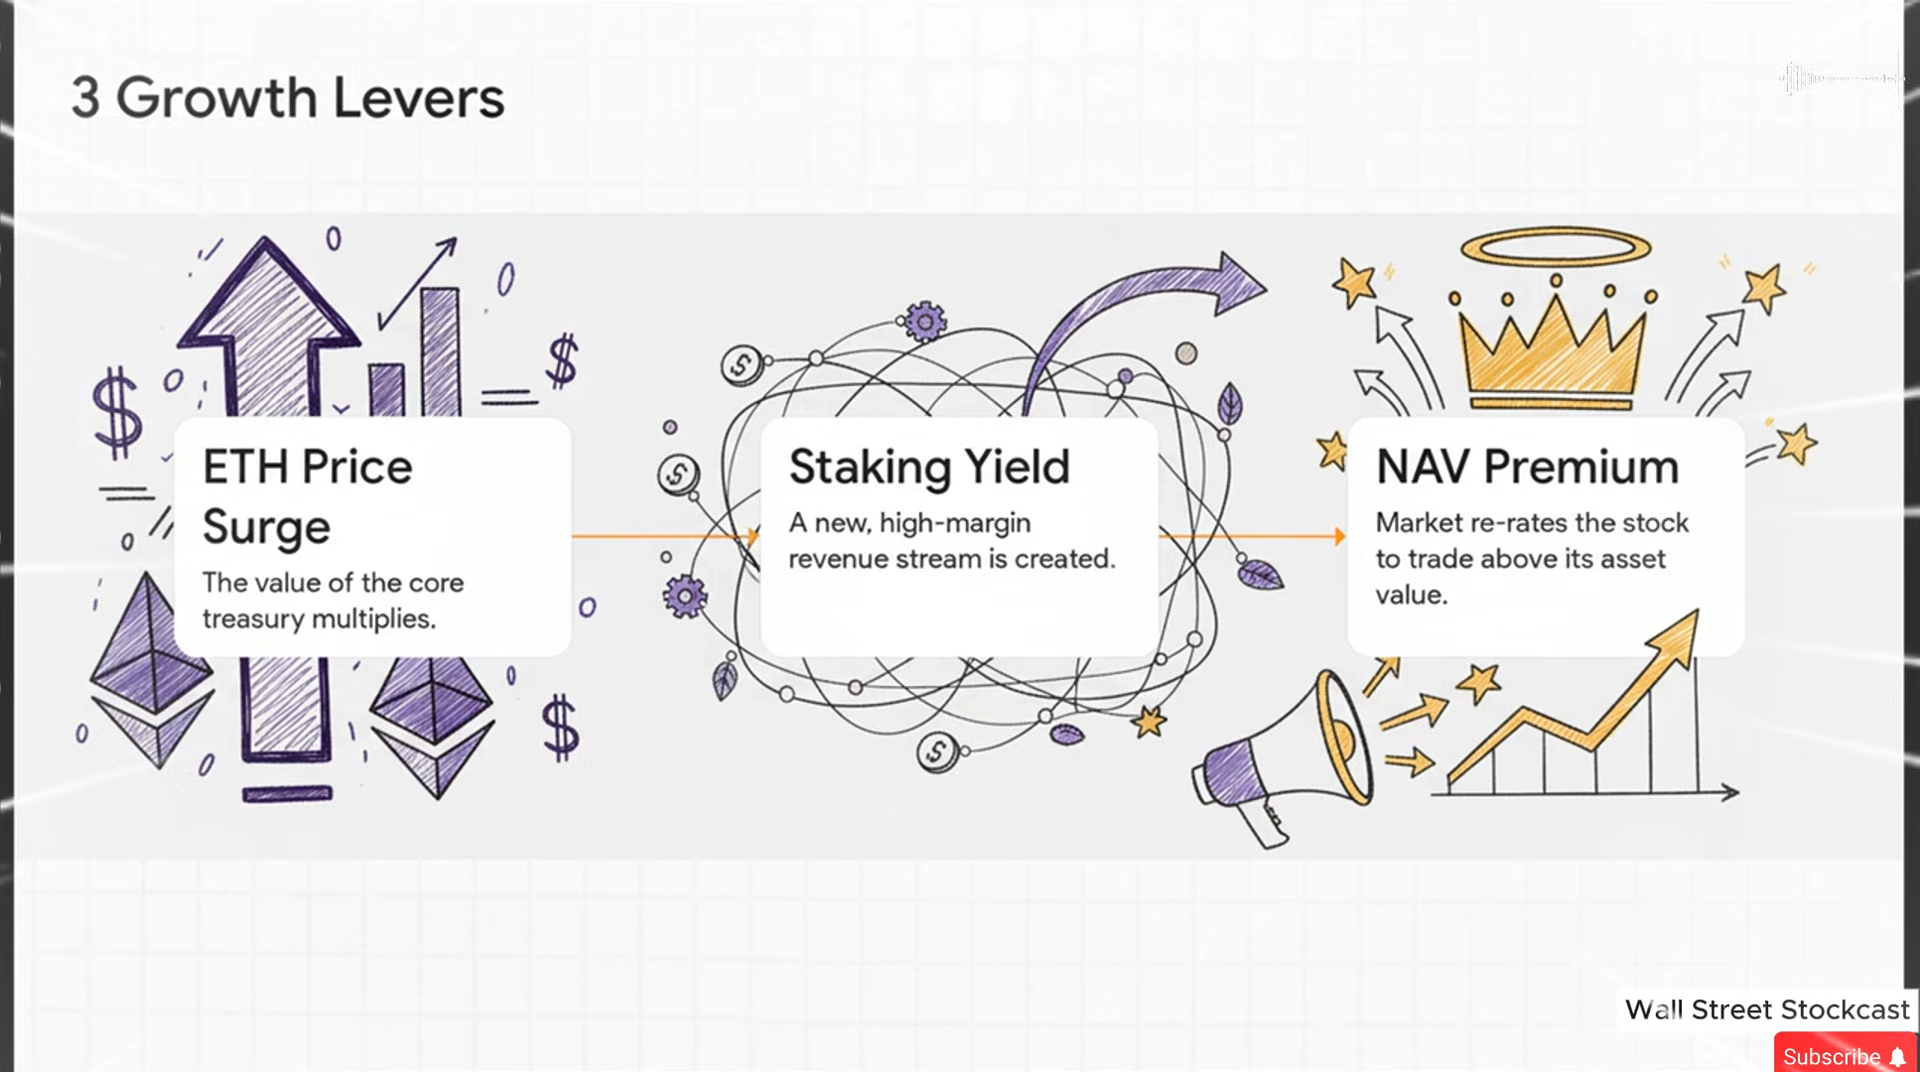 3 Growth Levers
ETH Price
Surge
The value of the core
treasury multiplies.
Staking Yield
A new, high-margin
revenue stream is created.
NAV Premium
Market re-rates the stock
to trade above its asset
value.
Wall Street Stockcast
Subscribe